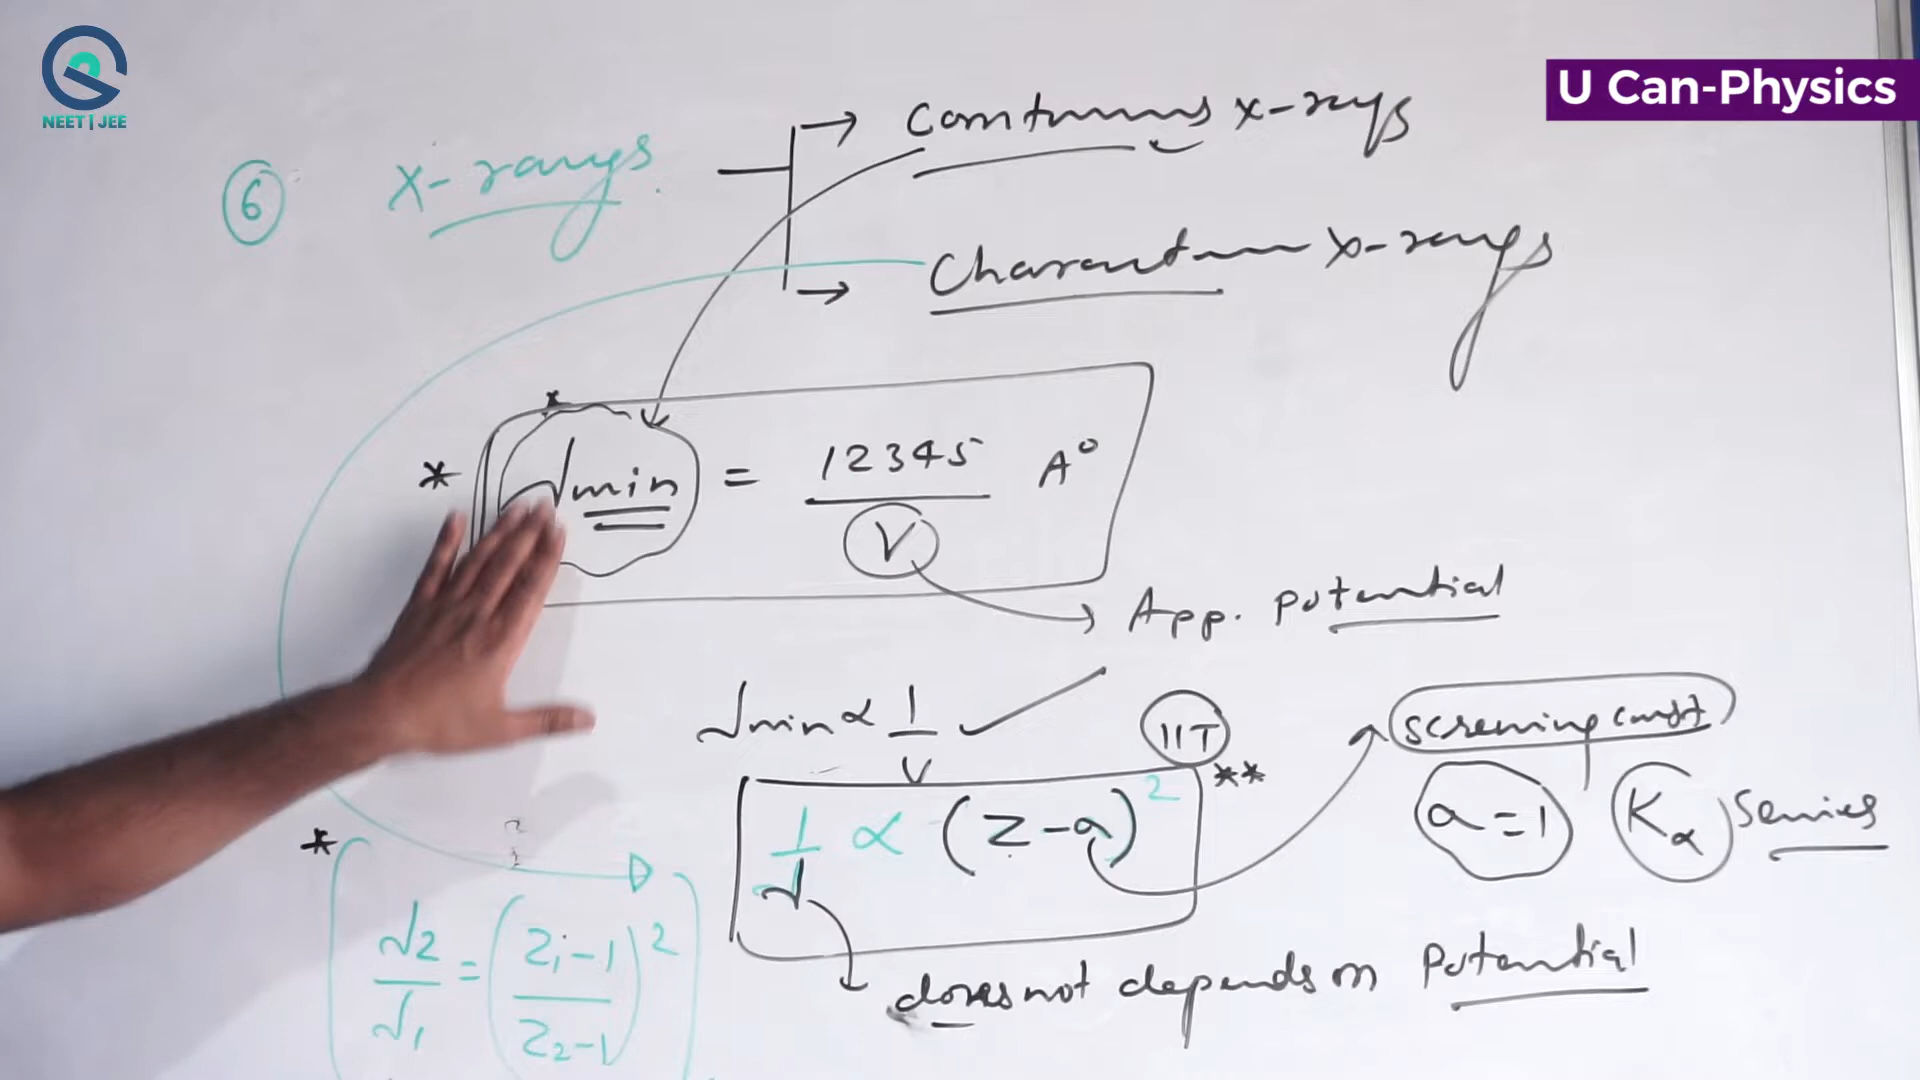 NEET | JEE
U Can-Physics
6 X-rays → Continuous x-rays
→ Characteristic x-rays
* λmin = 12345 / V A°
App. potential
λmin ∝ 1/V
IIT
screening const
1/λ ∝ (Z-a)² **
a=1 Kα Series
* λ2/λ1 = (Z1-1 / Z2-1)²
does not depends on Potential